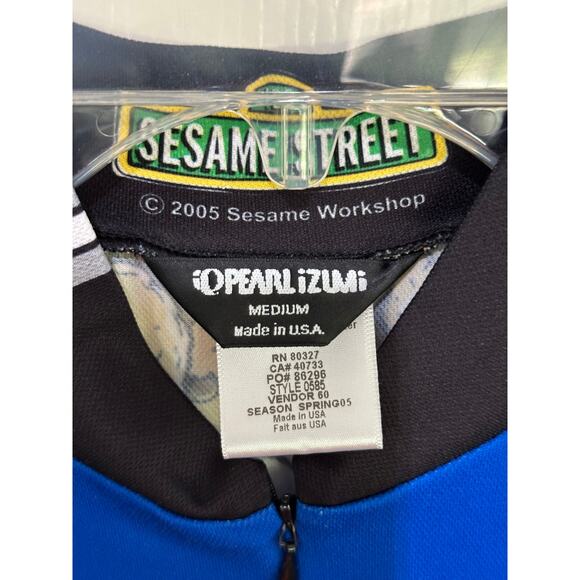 SESAME STREET
© 2005 Sesame Workshop
PEARL iZUMi
MEDIUM
Made in U.S.A.
er
RN 80327
CA# 40733
PO# 86296
STYLE 0585
VENDOR 60
SEASON SPRING05
Made in USA
Fait aus USA